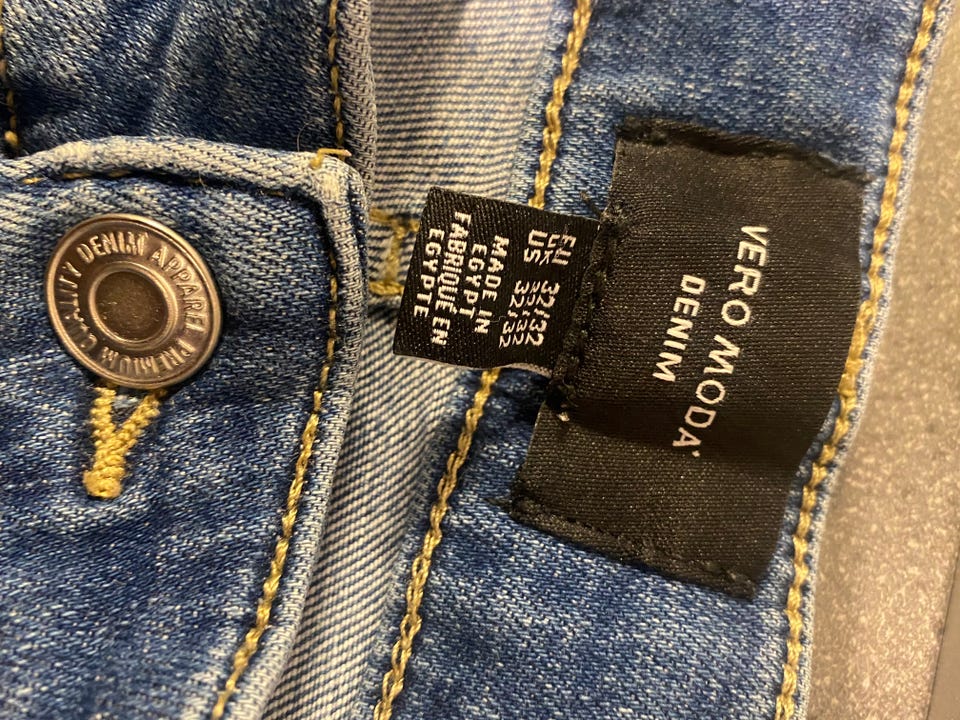 VERO MODA
DENIM
EU 32/32
UK 32/32
US 32/32
MADE IN
EGYPT
FABRIQUÉ EN
EGYPTE
DENIM APPAREL PREMIUM QUALITY